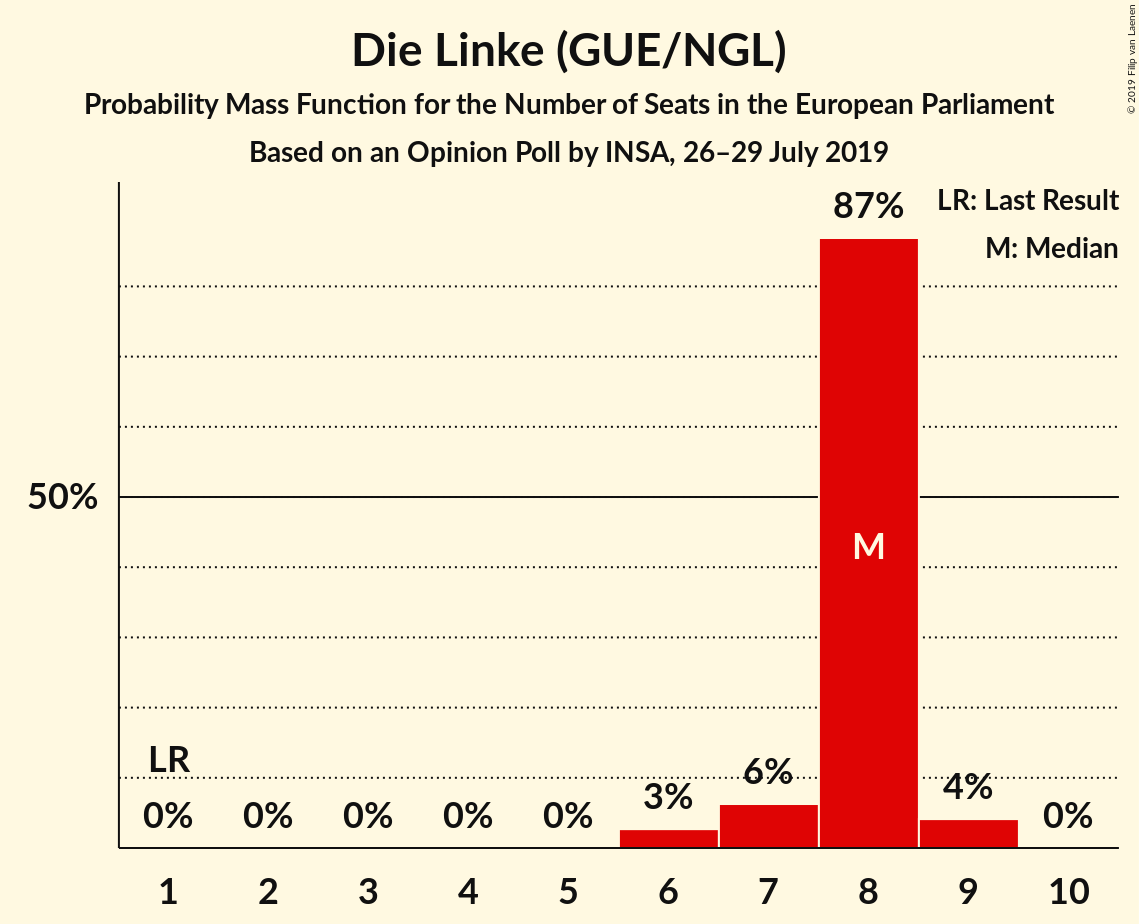 Die Linke (GUE/NGL)
Probability Mass Function for the Number of Seats in the European Parliament
Based on an Opinion Poll by INSA, 26–29 July 2019
© 2019 Filip van Laenen
LR: Last Result
M: Median
87%
50%
M
LR
0%
0%
0%
0%
0%
3%
6%
4%
0%
1
2
3
4
5
6
7
8
9
10